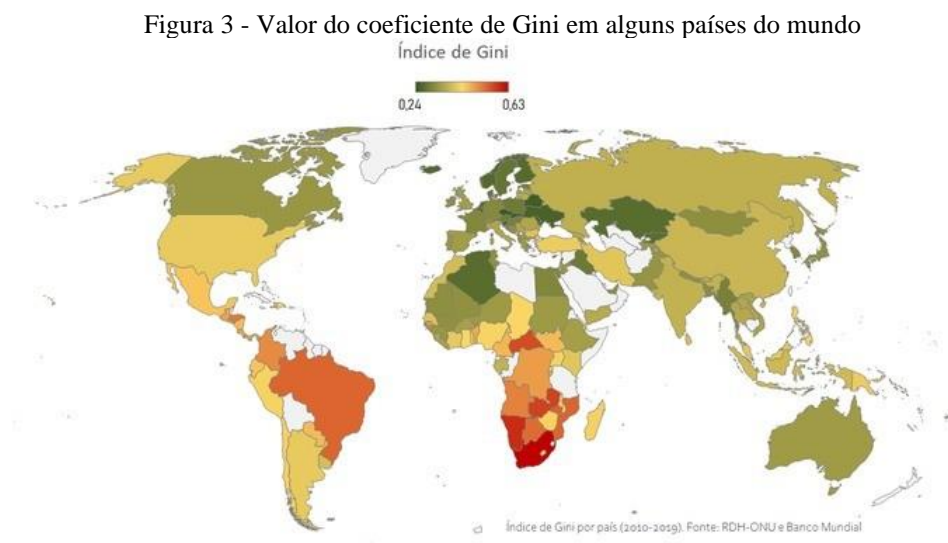 Figura 3 - Valor do coeficiente de Gini em alguns países do mundo
Índice de Gini
0,24 0,63
Índice de Gini por país (2010-2019). Fonte: RDH-ONU e Banco Mundial